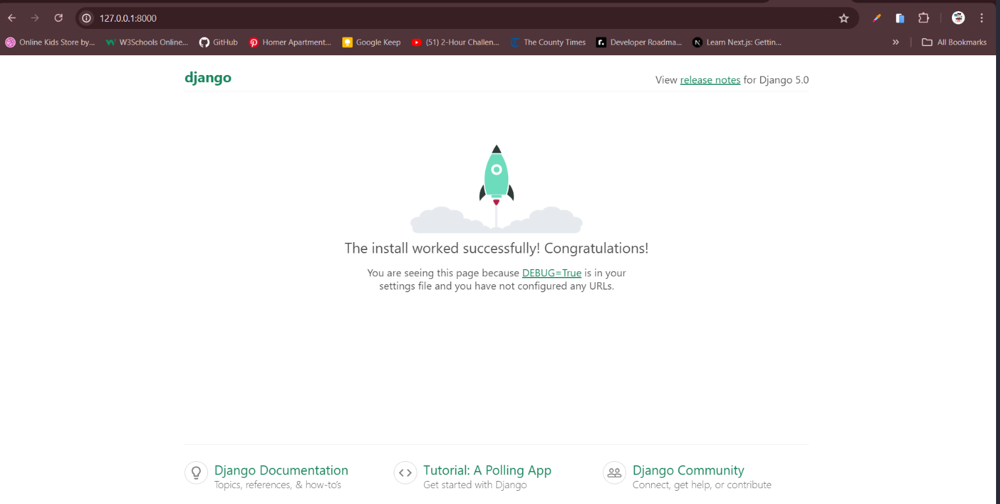 127.0.0.1:8000
Online Kids Store by... W3Schools Online... GitHub Homer Apartment... Google Keep (51) 2-Hour Challen... The County Times Developer Roadma... Learn Next.js: Gettin... » All Bookmarks
django
View release notes for Django 5.0
The install worked successfully! Congratulations!
You are seeing this page because DEBUG=True is in your
settings file and you have not configured any URLs.
Django Documentation
Topics, references, & how-to’s
Tutorial: A Polling App
Get started with Django
Django Community
Connect, get help, or contribute